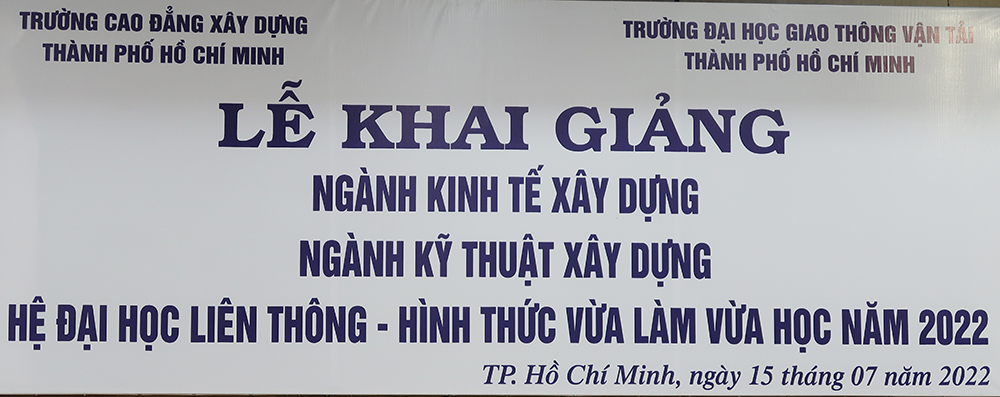 TRƯỜNG CAO ĐẲNG XÂY DỰNG
THÀNH PHỐ HỒ CHÍ MINH
TRƯỜNG ĐẠI HỌC GIAO THÔNG VẬN TẢI
THÀNH PHỐ HỒ CHÍ MINH
LỄ KHAI GIẢNG
NGÀNH KINH TẾ XÂY DỰNG
NGÀNH KỸ THUẬT XÂY DỰNG
HỆ ĐẠI HỌC LIÊN THÔNG - HÌNH THỨC VỪA LÀM VỪA HỌC NĂM 2022
TP. Hồ Chí Minh, ngày 15 tháng 07 năm 2022